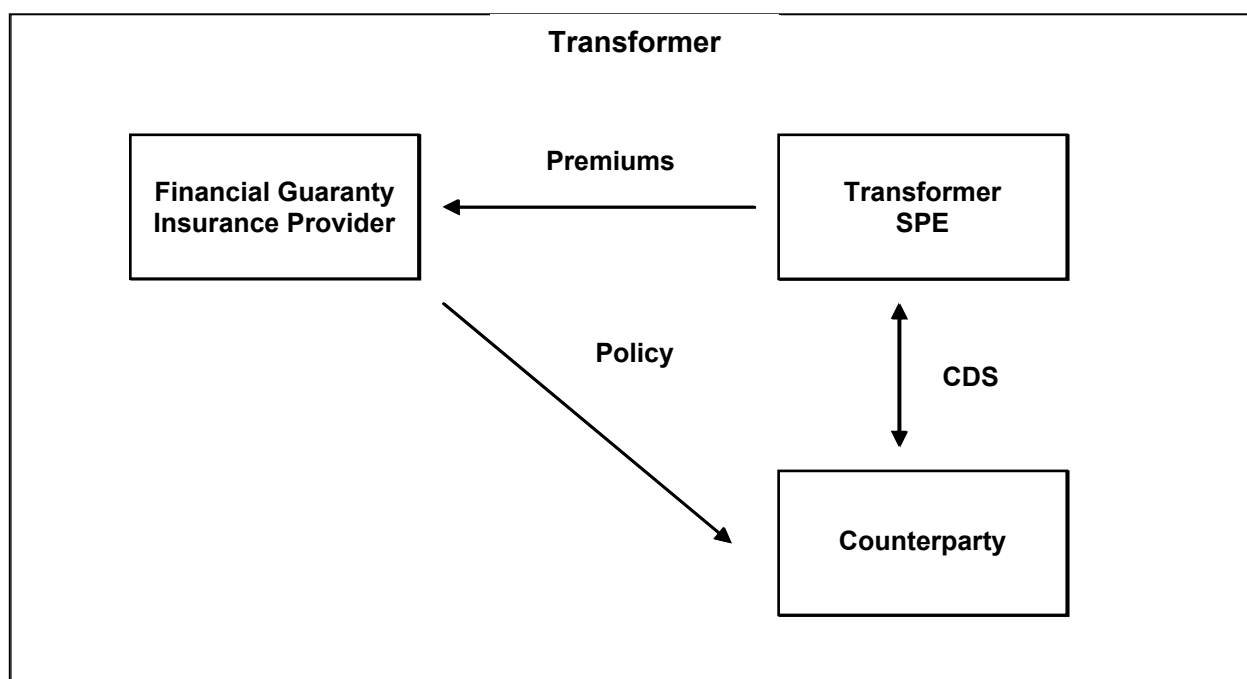 Transformer
Premiums
Financial Guaranty
Insurance Provider
Transformer
SPE
Policy
CDS
Counterparty